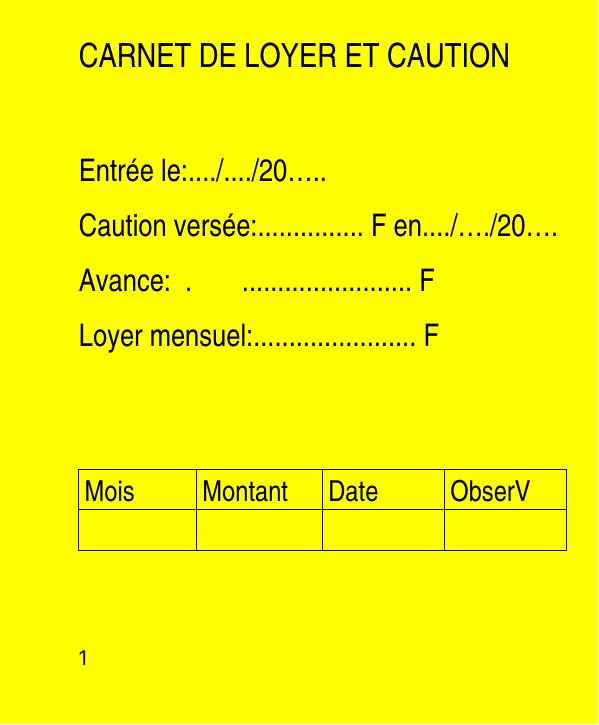 CARNET DE LOYER ET CAUTION
Entrée le:..../..../20.….
Caution versée:............... F en..../…./20….
Avance:  .       ........................ F
Loyer mensuel:....................... F
Mois Montant Date ObserV
1